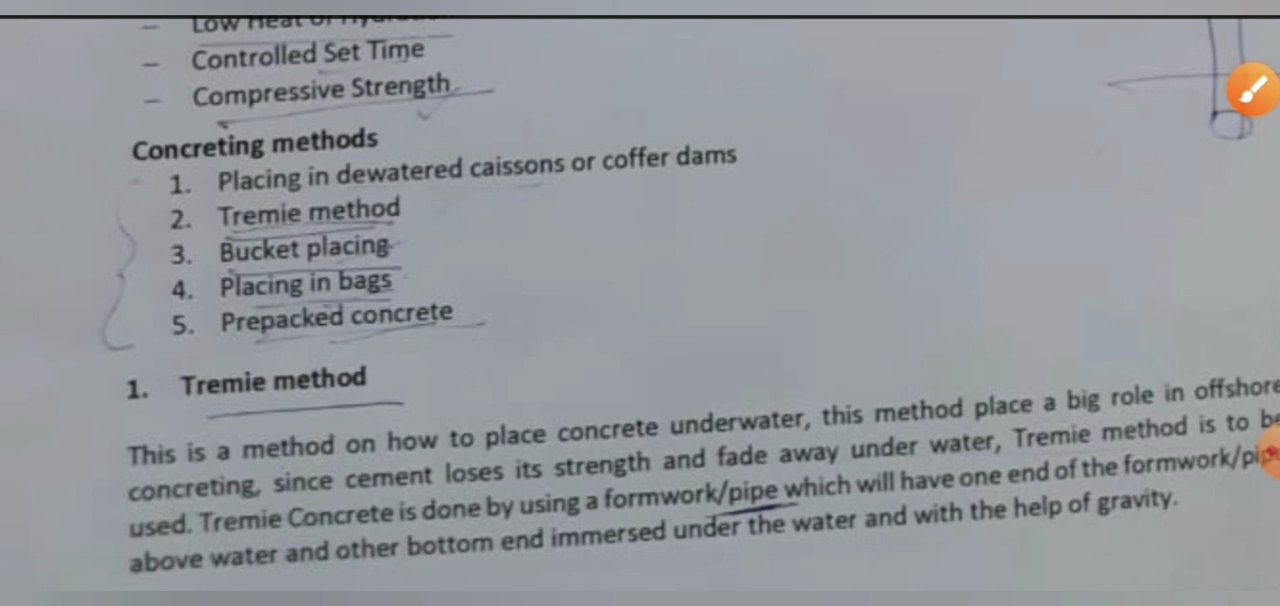 – Low Heat of
– Controlled Set Time
– Compressive Strength
Concreting methods
1. Placing in dewatered caissons or coffer dams
2. Tremie method
3. Bucket placing
4. Placing in bags
5. Prepacked concrete
1. Tremie method
This is a method on how to place concrete underwater, this method place a big role in offshore
concreting, since cement loses its strength and fade away under water, Tremie method is to be
used. Tremie Concrete is done by using a formwork/pipe which will have one end of the formwork/pipe
above water and other bottom end immersed under the water and with the help of gravity.